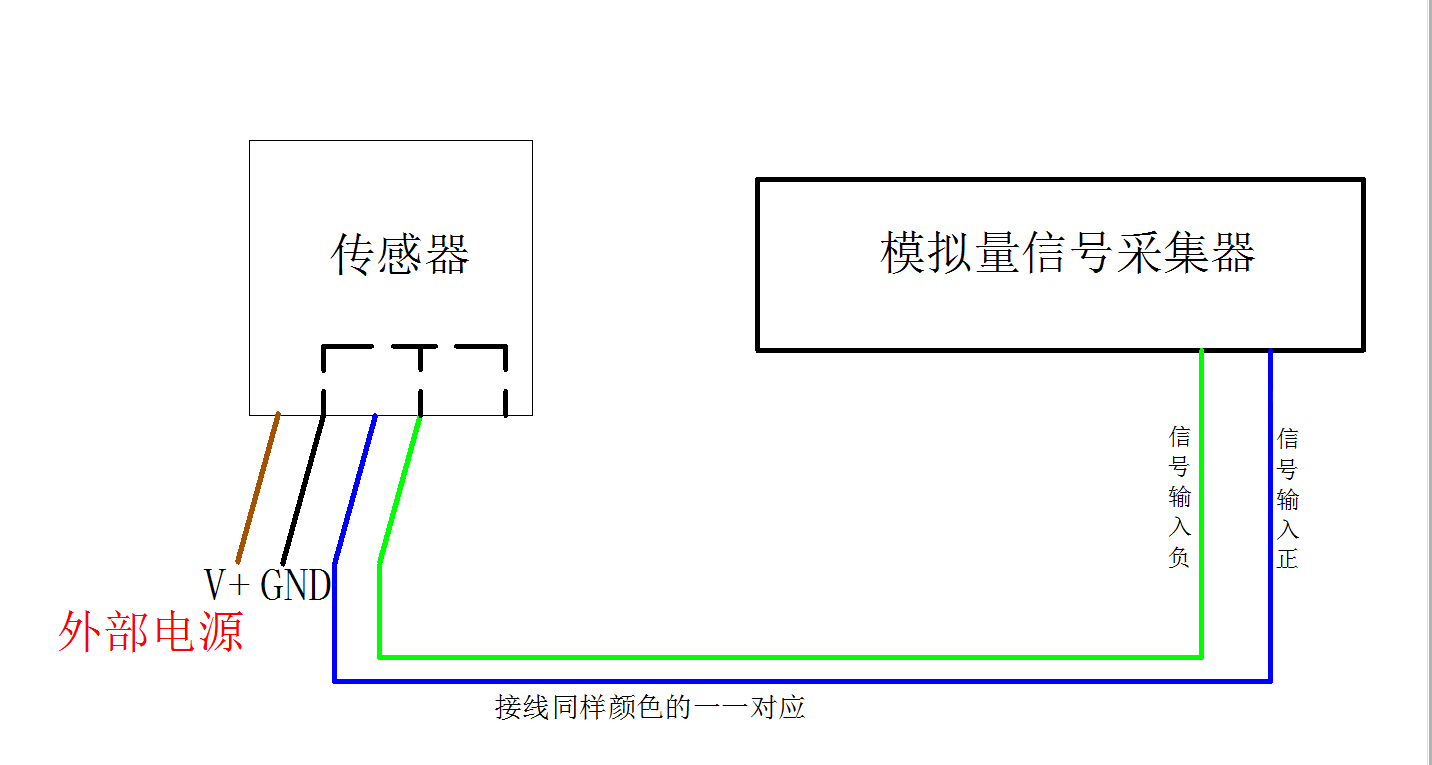 传感器
模拟量信号采集器
信号输入负
信号输入正
V+ GND
外部电源
接线同样颜色的一一对应